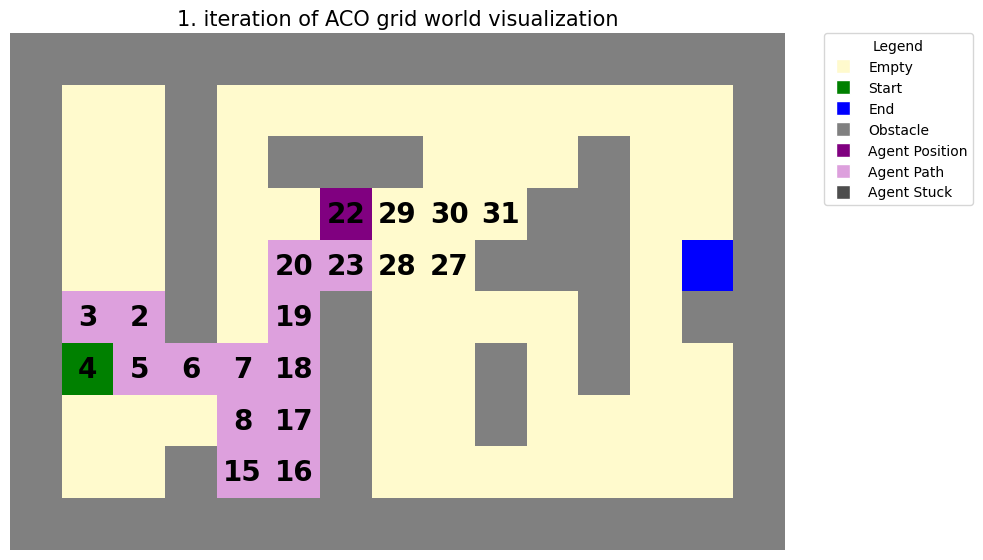 1. iteration of ACO grid world visualization
Legend
Empty
Start
End
Obstacle
Agent Position
Agent Path
Agent Stuck
22 29 30 31
20 23 28 27
3 2 19
4 5 6 7 18
8 17
15 16